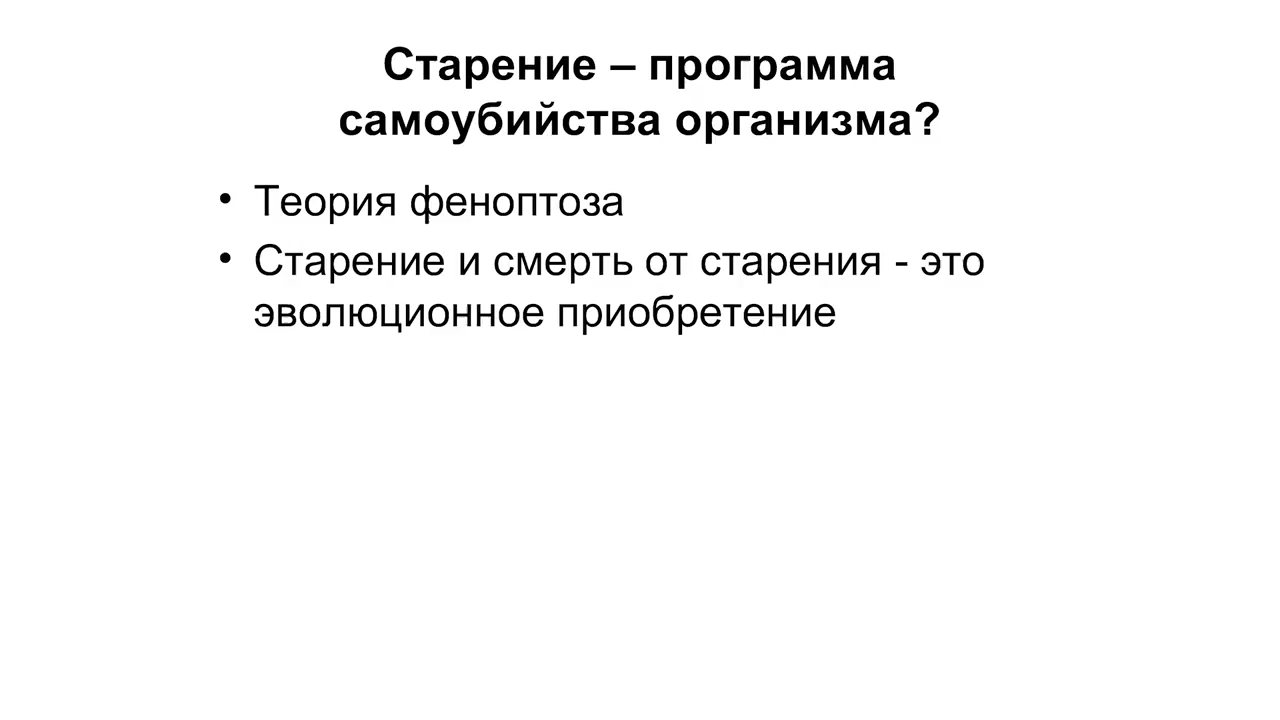 Старение – программа
самоубийства организма?
• Теория феноптоза
• Старение и смерть от старения - это
эволюционное приобретение